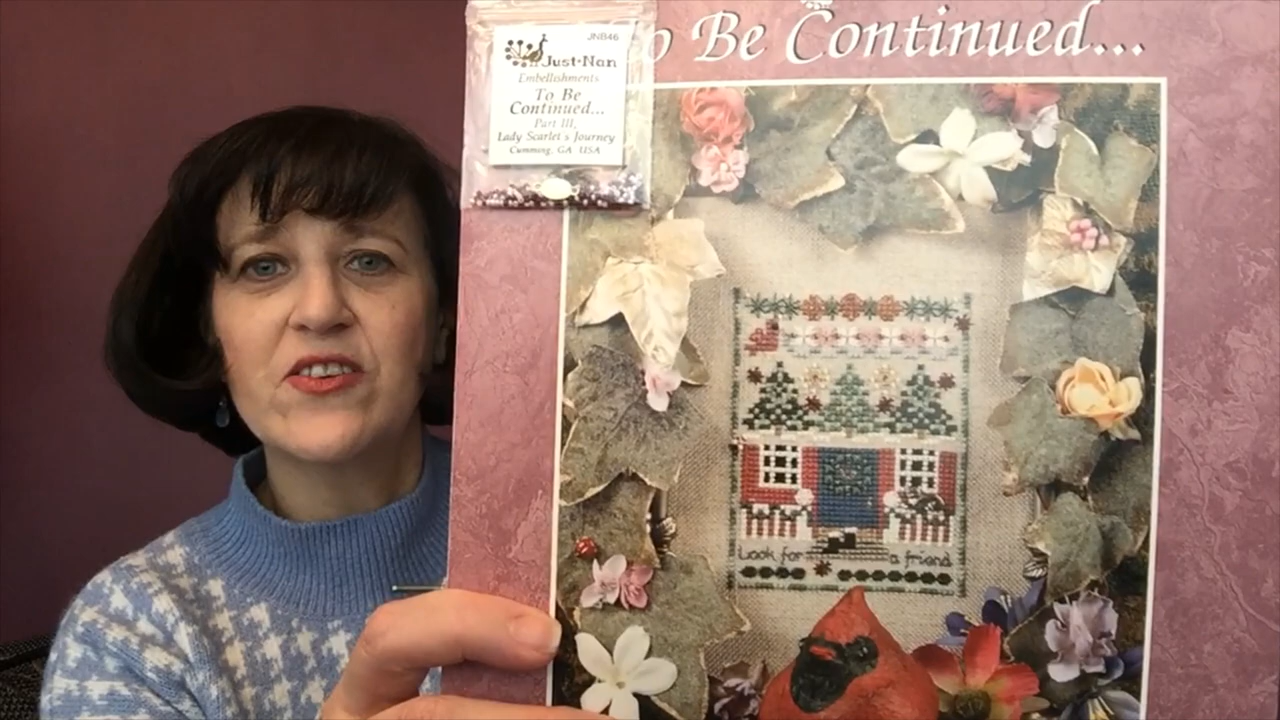 To Be Continued...
JNB46
Just·Nan
Embellishments
To Be
Continued...
Part III,
Lady Scarlet's Journey
Cumming, GA USA
Look for a friend